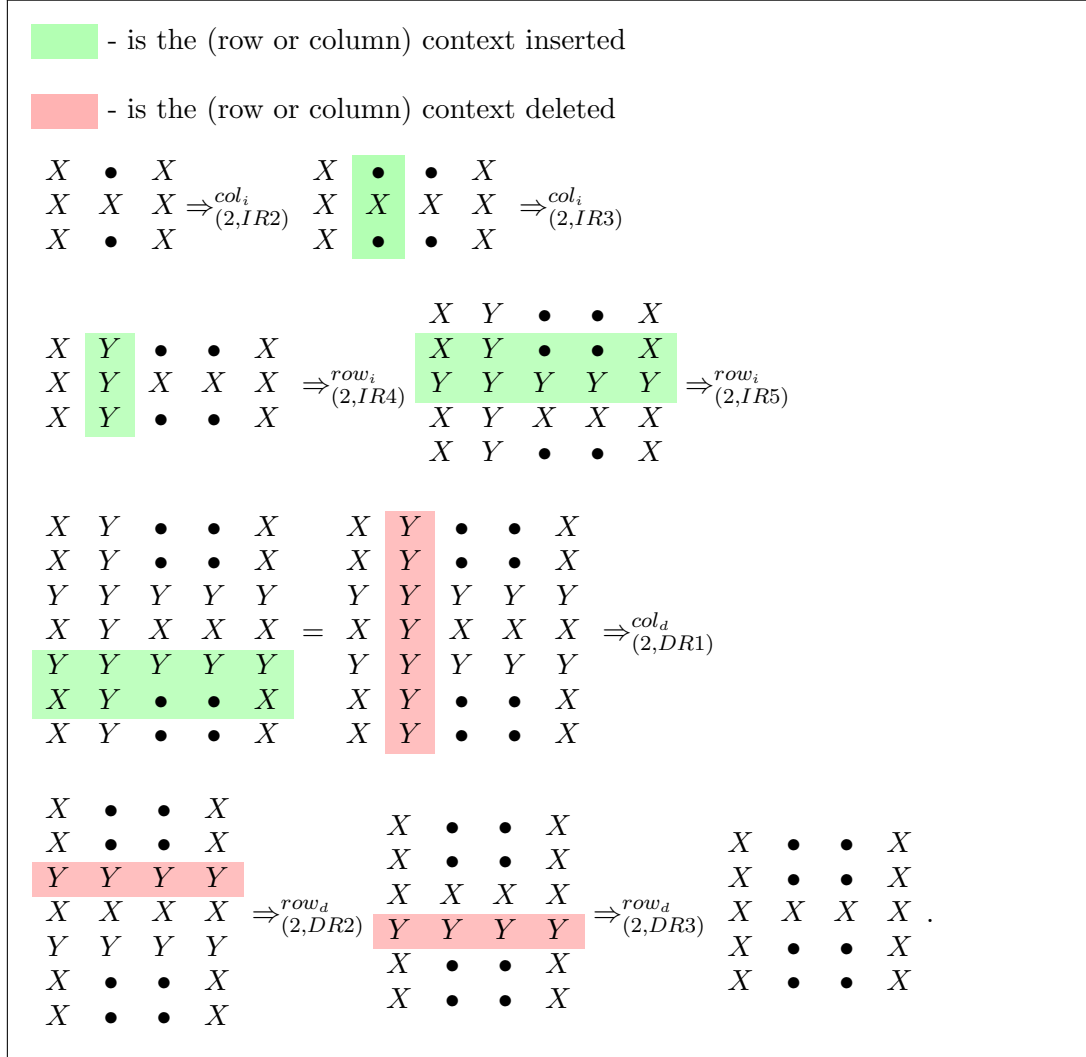 - is the (row or column) context inserted
- is the (row or column) context deleted
X • X X • • X
X X X ⇒^{col_i}_{(2,IR2)} X X X X ⇒^{col_i}_{(2,IR3)}
X • X X • • X
X Y • • X
X Y • • X X Y • • X
X Y X X X ⇒^{row_i}_{(2,IR4)} Y Y Y Y Y ⇒^{row_i}_{(2,IR5)}
X Y • • X X Y X X X
X Y • • X
X Y • • X X Y • • X
X Y • • X X Y • • X
Y Y Y Y Y Y Y Y Y Y
X Y X X X = X Y X X X ⇒^{col_d}_{(2,DR1)}
Y Y Y Y Y Y Y Y Y Y
X Y • • X X Y • • X
X Y • • X X Y • • X
X • • X
X • • X X • • X X • • X
Y Y Y Y X • • X X • • X
X X X X ⇒^{row_d}_{(2,DR2)} X X X X ⇒^{row_d}_{(2,DR3)} X X X X .
Y Y Y Y Y Y Y Y X • • X
X • • X X • • X X • • X
X • • X X • • X